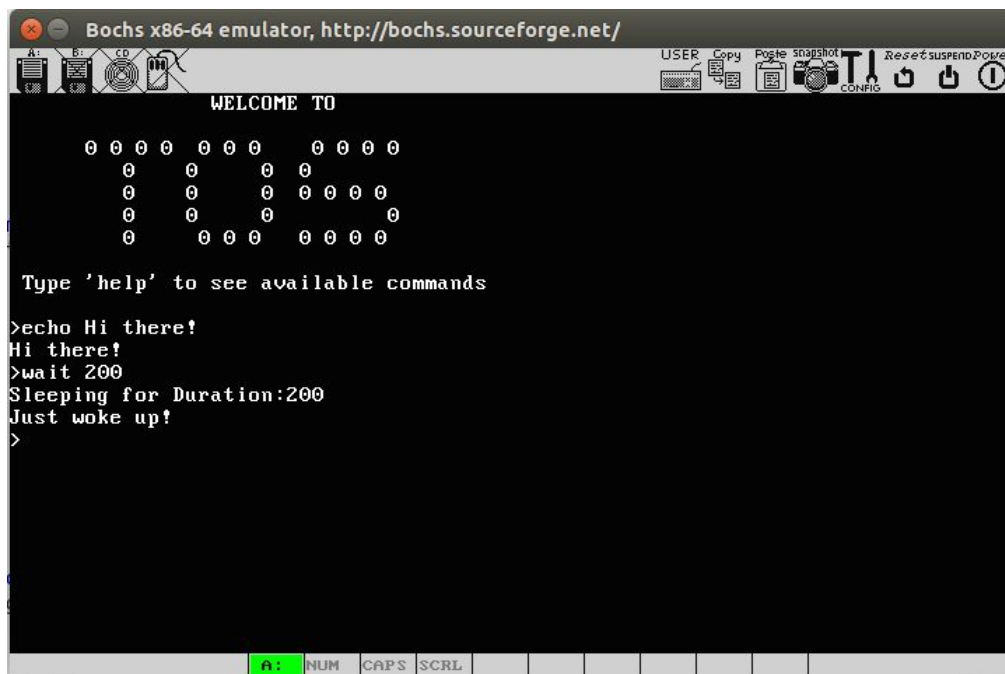 Bochs x86-64 emulator, http://bochs.sourceforge.net/
A: B: CD USER Copy Paste snapshot CONFIG Reset SUSPEND Powe
WELCOME TO
0 0 0 0 0 0 0 0 0 0 0
0 0 0 0
0 0 0 0 0 0 0
0 0 0 0
0 0 0 0 0 0 0 0
Type 'help' to see available commands
>echo Hi there!
Hi there!
>wait 200
Sleeping for Duration:200
Just woke up!
>
A: NUM CAPS SCRL